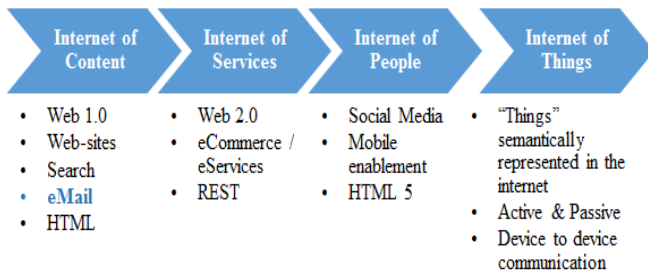 Internet of
Content
Internet of
Services
Internet of
People
Internet of
Things
• Web 1.0
• Web-sites
• Search
• eMail
• HTML
• Web 2.0
• eCommerce /
eServices
• REST
• Social Media
• Mobile
enablement
• HTML 5
• “Things”
semantically
represented in the
internet
• Active & Passive
• Device to device
communication